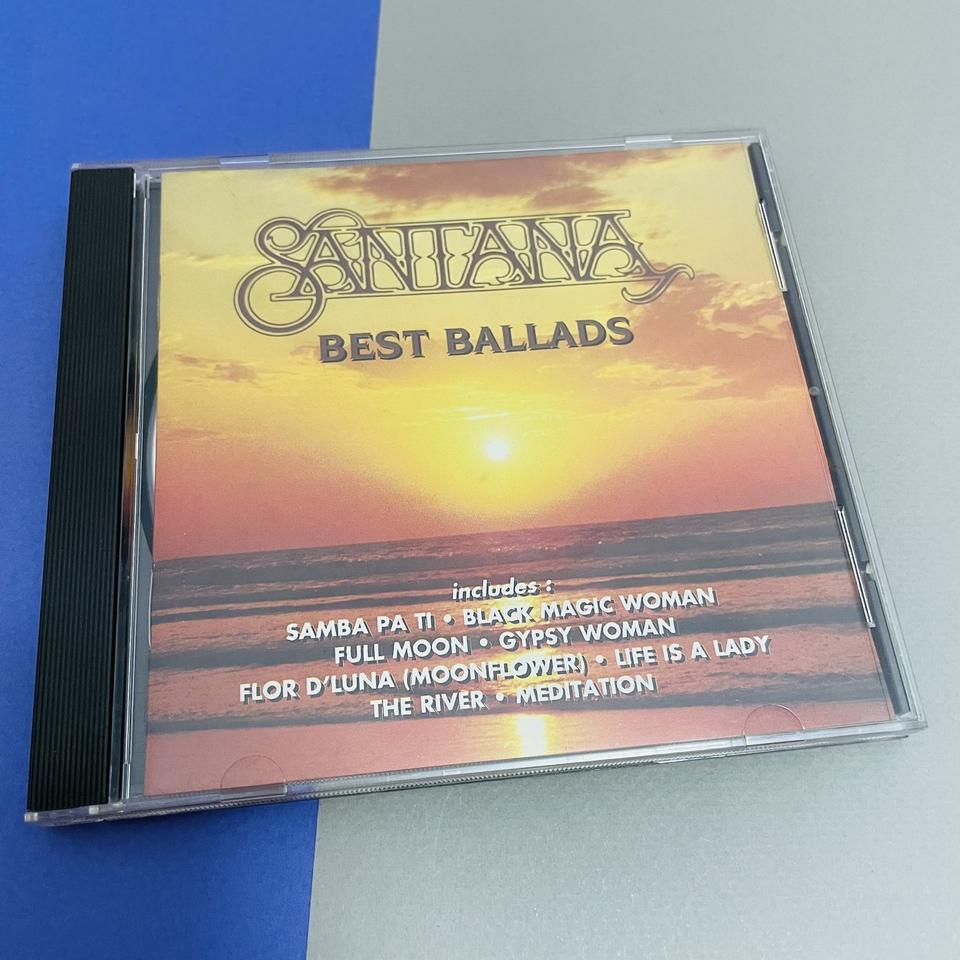 SANTANA
BEST BALLADS
includes :
SAMBA PA TI • BLACK MAGIC WOMAN
FULL MOON • GYPSY WOMAN
FLOR D'LUNA (MOONFLOWER) • LIFE IS A LADY
THE RIVER • MEDITATION